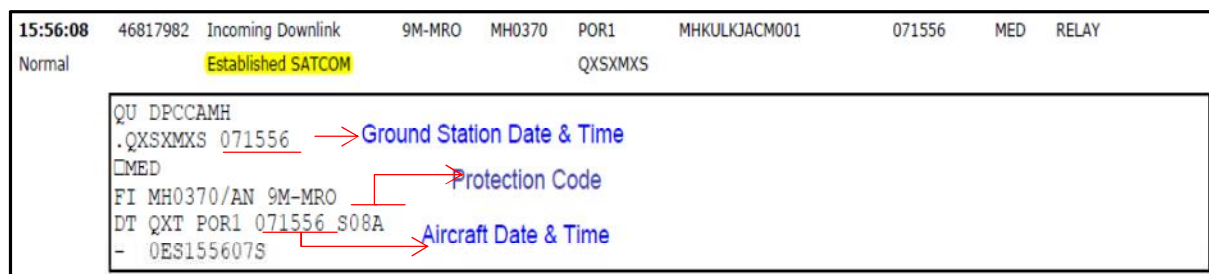 15:56:08 46817982 Incoming Downlink 9M-MRO MH0370 POR1 MHKULKJACM001 071556 MED RELAY
Normal Established SATCOM QXSXMXS
QU DPCCAMH
.QXSXMXS 071556 Ground Station Date & Time
□MED
Protection Code
FI MH0370/AN 9M-MRO
DT QXT POR1 071556 S08A
Aircraft Date & Time
- 0ES155607S